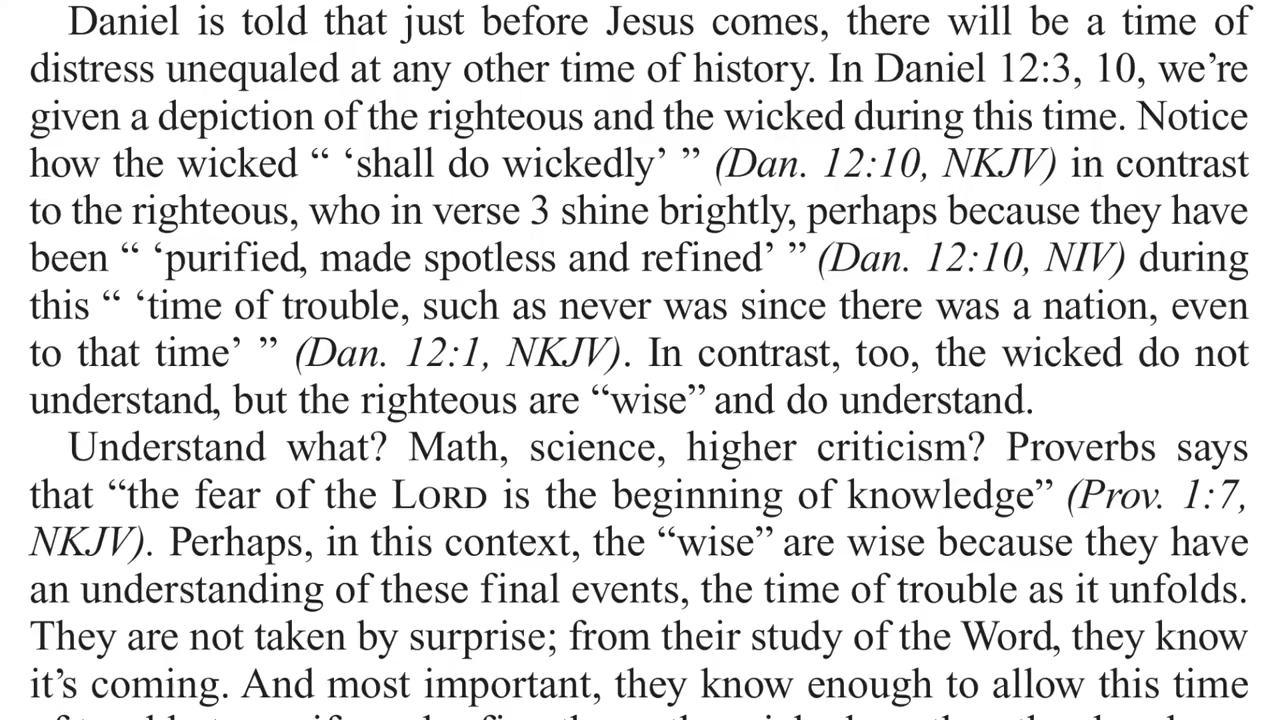 Daniel is told that just before Jesus comes, there will be a time of
distress unequaled at any other time of history. In Daniel 12:3, 10, we’re
given a depiction of the righteous and the wicked during this time. Notice
how the wicked “ ‘shall do wickedly’ ” (Dan. 12:10, NKJV) in contrast
to the righteous, who in verse 3 shine brightly, perhaps because they have
been “ ‘purified, made spotless and refined’ ” (Dan. 12:10, NIV) during
this “ ‘time of trouble, such as never was since there was a nation, even
to that time’ ” (Dan. 12:1, NKJV). In contrast, too, the wicked do not
understand, but the righteous are “wise” and do understand.
Understand what? Math, science, higher criticism? Proverbs says
that “the fear of the LORD is the beginning of knowledge” (Prov. 1:7,
NKJV). Perhaps, in this context, the “wise” are wise because they have
an understanding of these final events, the time of trouble as it unfolds.
They are not taken by surprise; from their study of the Word, they know
it’s coming. And most important, they know enough to allow this time